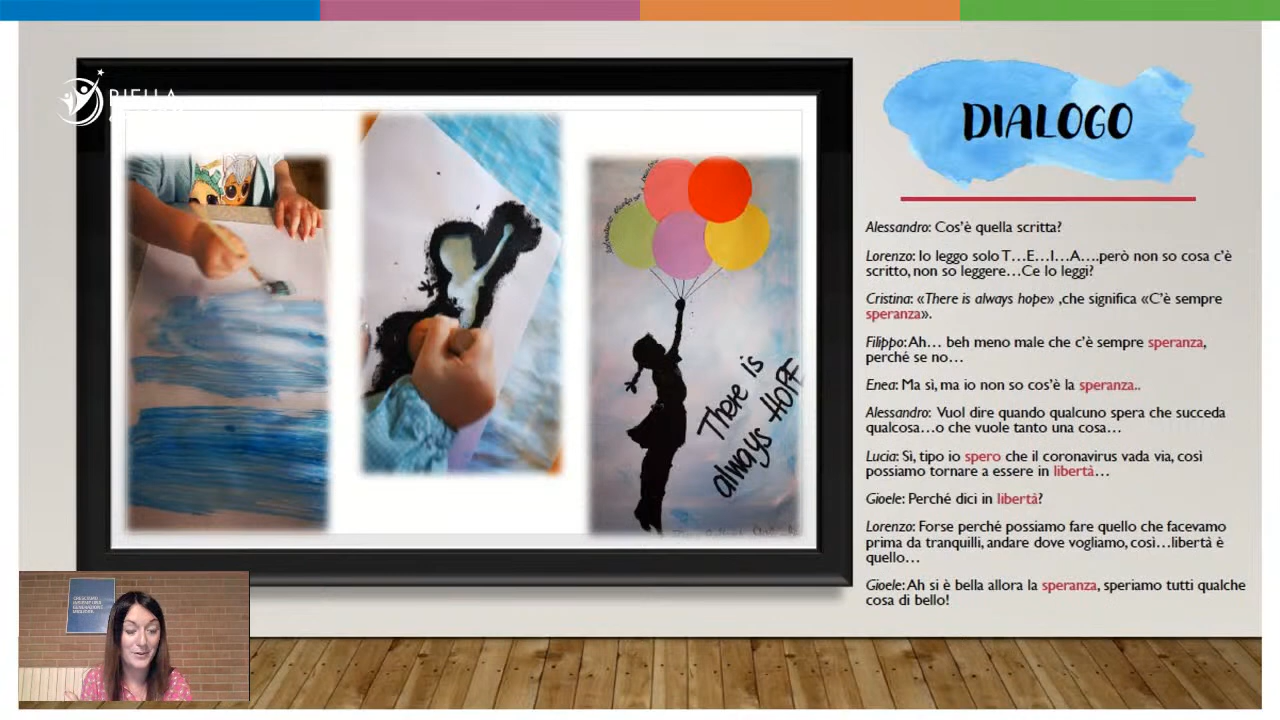 BIELLA
There is
always HOPE
DIALOGO
Alessandro: Cos'è quella scritta?
Lorenzo: Io leggo solo T…E…I…A….però non so cosa c'è
scritto, non so leggere…Ce lo leggi?
Cristina: «There is always hope» ,che significa «C'è sempre
speranza».
Filippo: Ah… beh meno male che c'è sempre speranza,
perché se no…
Enea: Ma sì, ma io non so cos'è la speranza..
Alessandro: Vuol dire quando qualcuno spera che succeda
qualcosa…o che vuole tanto una cosa…
Lucia: Sì, tipo io spero che il coronavirus vada via, così
possiamo tornare a essere in libertà…
Gioele: Perché dici in libertà?
Lorenzo: Forse perché possiamo fare quello che facevamo
prima da tranquilli, andare dove vogliamo, così…libertà è
quello…
Gioele: Ah si è bella allora la speranza, speriamo tutti qualche
cosa di bello!